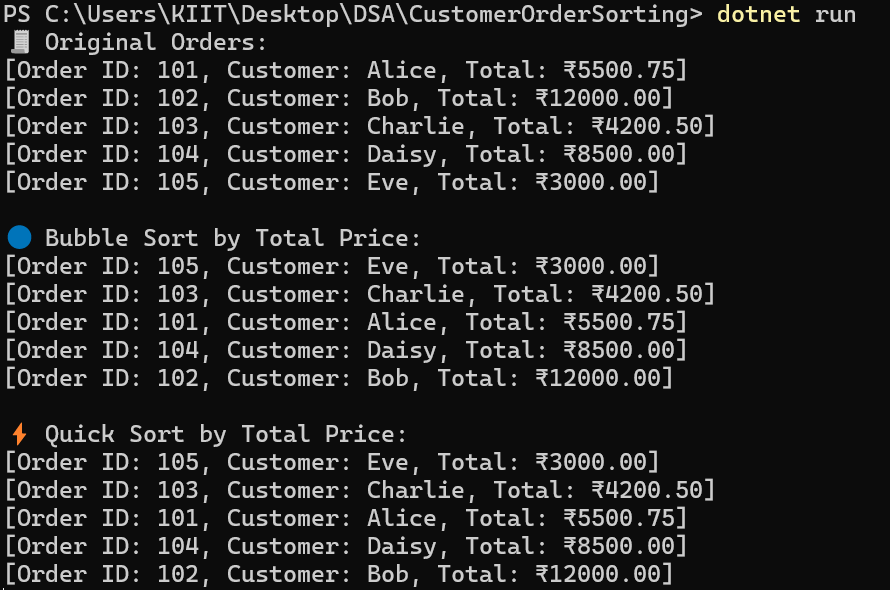 PS C:\Users\KIIT\Desktop\DSA\CustomerOrderSorting> dotnet run
🧾 Original Orders:
[Order ID: 101, Customer: Alice, Total: ₹5500.75]
[Order ID: 102, Customer: Bob, Total: ₹12000.00]
[Order ID: 103, Customer: Charlie, Total: ₹4200.50]
[Order ID: 104, Customer: Daisy, Total: ₹8500.00]
[Order ID: 105, Customer: Eve, Total: ₹3000.00]

🔵 Bubble Sort by Total Price:
[Order ID: 105, Customer: Eve, Total: ₹3000.00]
[Order ID: 103, Customer: Charlie, Total: ₹4200.50]
[Order ID: 101, Customer: Alice, Total: ₹5500.75]
[Order ID: 104, Customer: Daisy, Total: ₹8500.00]
[Order ID: 102, Customer: Bob, Total: ₹12000.00]

⚡ Quick Sort by Total Price:
[Order ID: 105, Customer: Eve, Total: ₹3000.00]
[Order ID: 103, Customer: Charlie, Total: ₹4200.50]
[Order ID: 101, Customer: Alice, Total: ₹5500.75]
[Order ID: 104, Customer: Daisy, Total: ₹8500.00]
[Order ID: 102, Customer: Bob, Total: ₹12000.00]